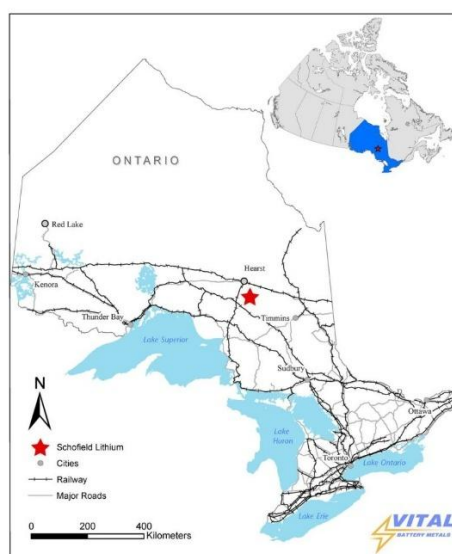 ONTARIO
Red Lake
Kenora
Hearst
Thunder Bay
Timmins
Lake Superior
Sudbury
Ottawa
Lake
Huron
Toronto
Lake Ontario
Lake Erie
N
Schofield Lithium
Cities
Railway
Major Roads
0 200 400
Kilometers
VITAL
BATTERY METALS